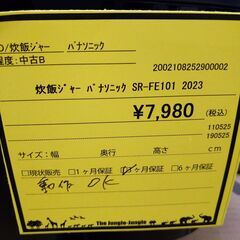 D/炊飯ジャー パナソニック
程度:中古B
2002108252900002
炊飯ジャー パナソニック SR-FE101 2023
¥7,980 (税込)
110525
190525
サイズ:幅 奥行 高さ cm
□現状販売 □1ヶ月保証 □3ヶ月保証 □6ヶ月保証
動作 OK
The Jungle-Jungle